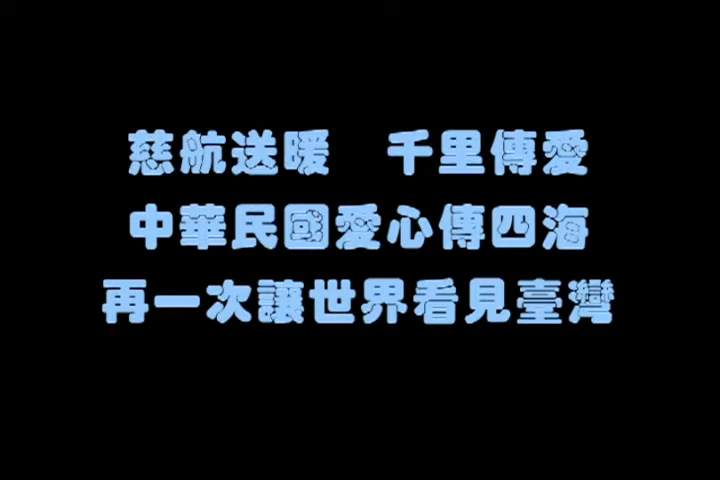 慈航送暖　千里傳愛
中華民國愛心傳四海
再一次讓世界看見臺灣